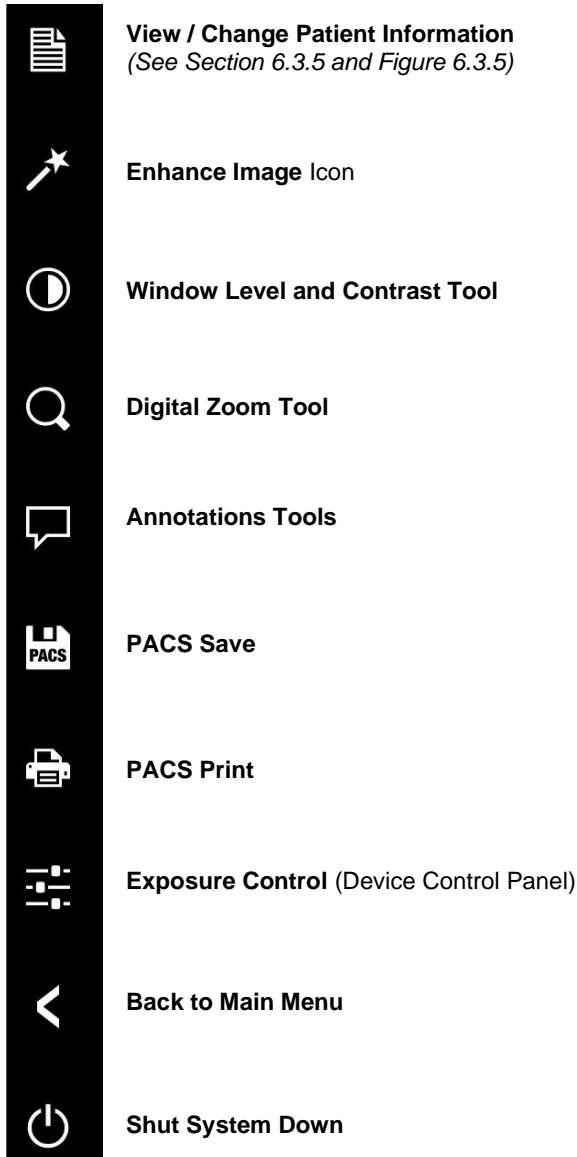 View / Change Patient Information
(See Section 6.3.5 and Figure 6.3.5)
Enhance Image Icon
Window Level and Contrast Tool
Digital Zoom Tool
Annotations Tools
PACS
PACS Save
PACS Print
Exposure Control (Device Control Panel)
Back to Main Menu
Shut System Down